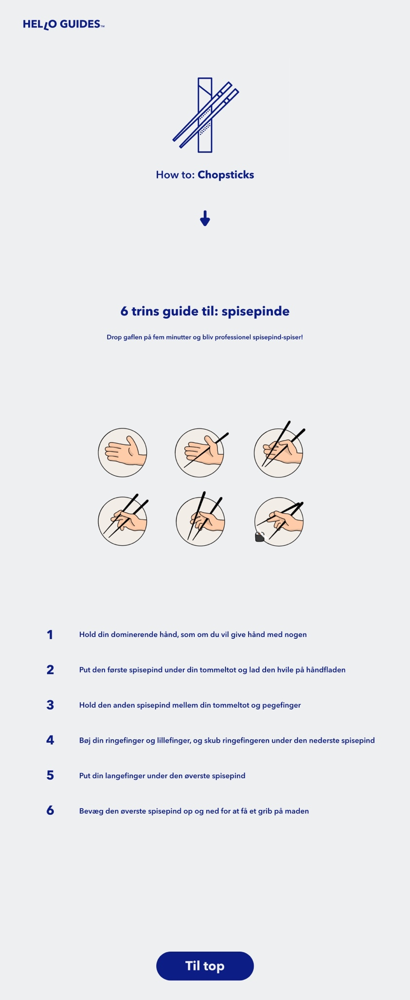 HELLO GUIDES™
How to: Chopsticks
6 trins guide til: spisepinde
Drop gaflen på fem minutter og bliv professionel spisepind-spiser!
1 Hold din dominerende hånd, som om du vil give hånd med nogen
2 Put den første spisepind under din tommeltot og lad den hvile på håndfladen
3 Hold den anden spisepind mellem din tommeltot og pegefinger
4 Bøj din ringefinger og lillefinger, og skub ringefingeren under den nederste spisepind
5 Put din langefinger under den øverste spisepind
6 Bevæg den øverste spisepind op og ned for at få et grib på maden
Til top